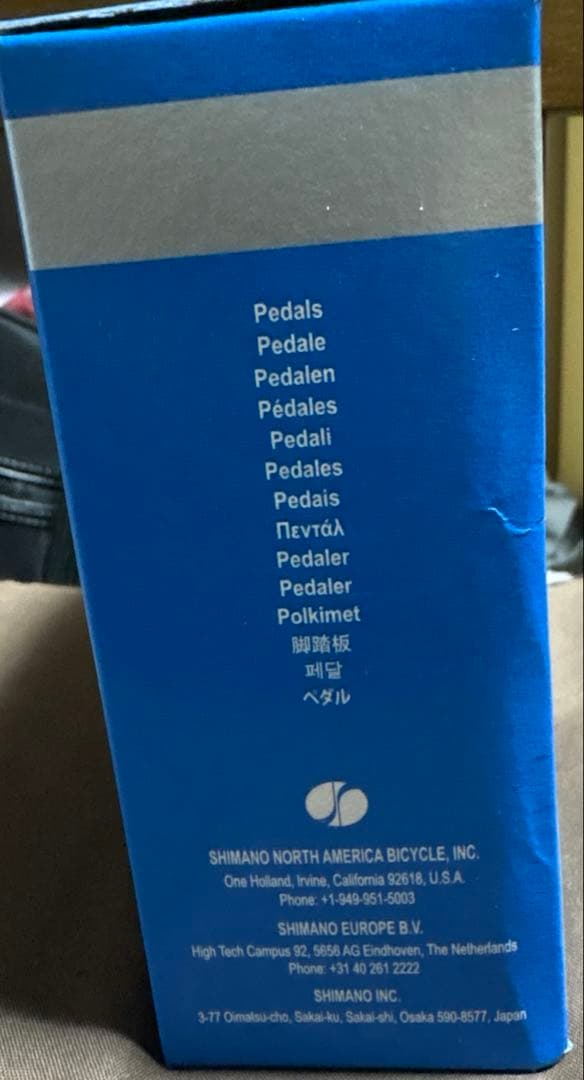 Pedals
Pedale
Pedalen
Pédales
Pedali
Pedales
Pedais
Πεντάλ
Pedaler
Pedaler
Polkimet
脚踏板
페달
ペダル
SHIMANO NORTH AMERICA BICYCLE, INC.
One Holland, Irvine, California 92618, U.S.A.
Phone: +1-949-951-5003
SHIMANO EUROPE B.V.
High Tech Campus 92, 5656 AG Eindhoven, The Netherlands
Phone: +31 40 261 2222
SHIMANO INC.
3-77 Oimatsu-cho, Sakai-ku, Sakai-shi, Osaka 590-8577, Japan